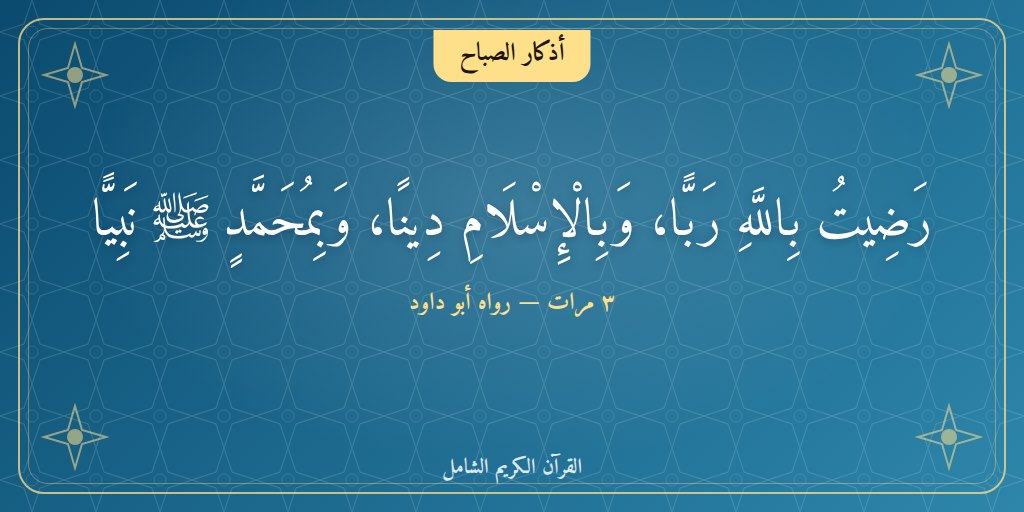 أذكار الصباح
رَضِيتُ بِاللَّهِ رَبًّا، وَبِالْإِسْلَامِ دِينًا، وَبِمُحَمَّدٍ ﷺ نَبِيًّا
٣ مرات — رواه أبو داود
القرآن الكريم الشامل